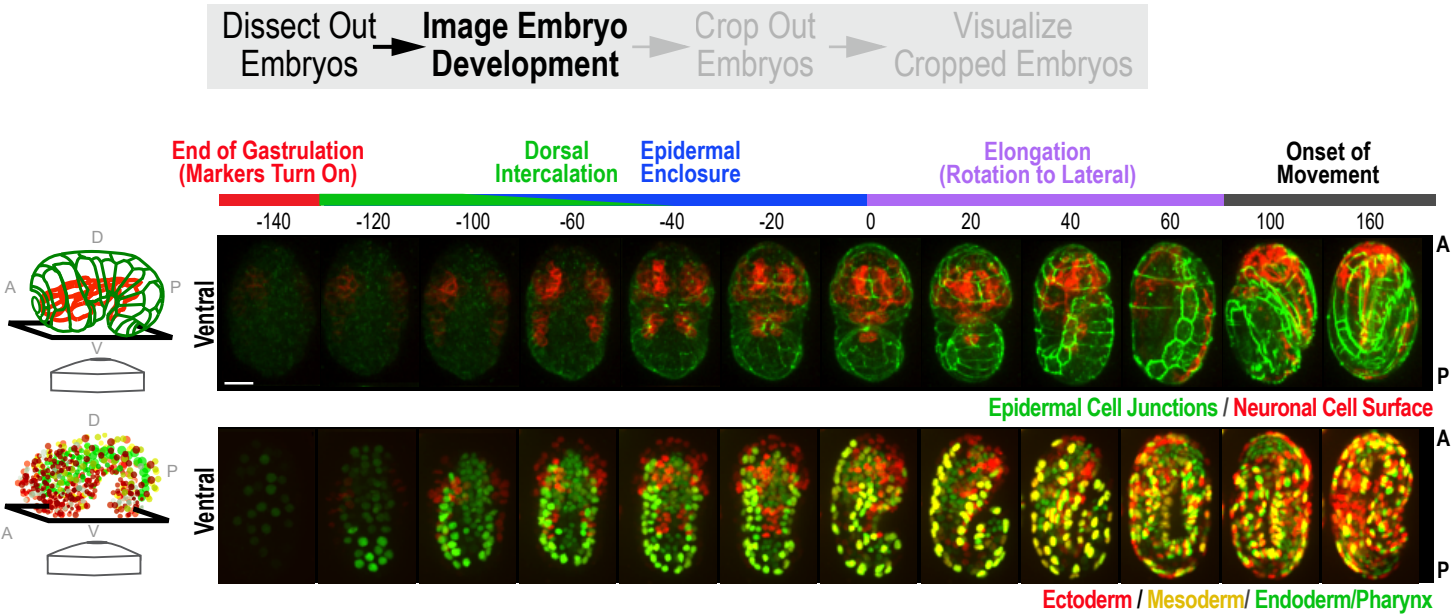 Dissect Out
Embryos
Image Embryo
Development
Crop Out
Embryos
Visualize
Cropped Embryos
End of Gastrulation
(Markers Turn On)
Dorsal
Intercalation
Epidermal
Enclosure
Elongation
(Rotation to Lateral)
Onset of
Movement
-140 -120 -100 -60 -40 -20 0 20 40 60 100 160
D
A
P
V
Ventral
A
P
Epidermal Cell Junctions / Neuronal Cell Surface
D
P
A
V
Ventral
A
P
Ectoderm / Mesoderm/ Endoderm/Pharynx